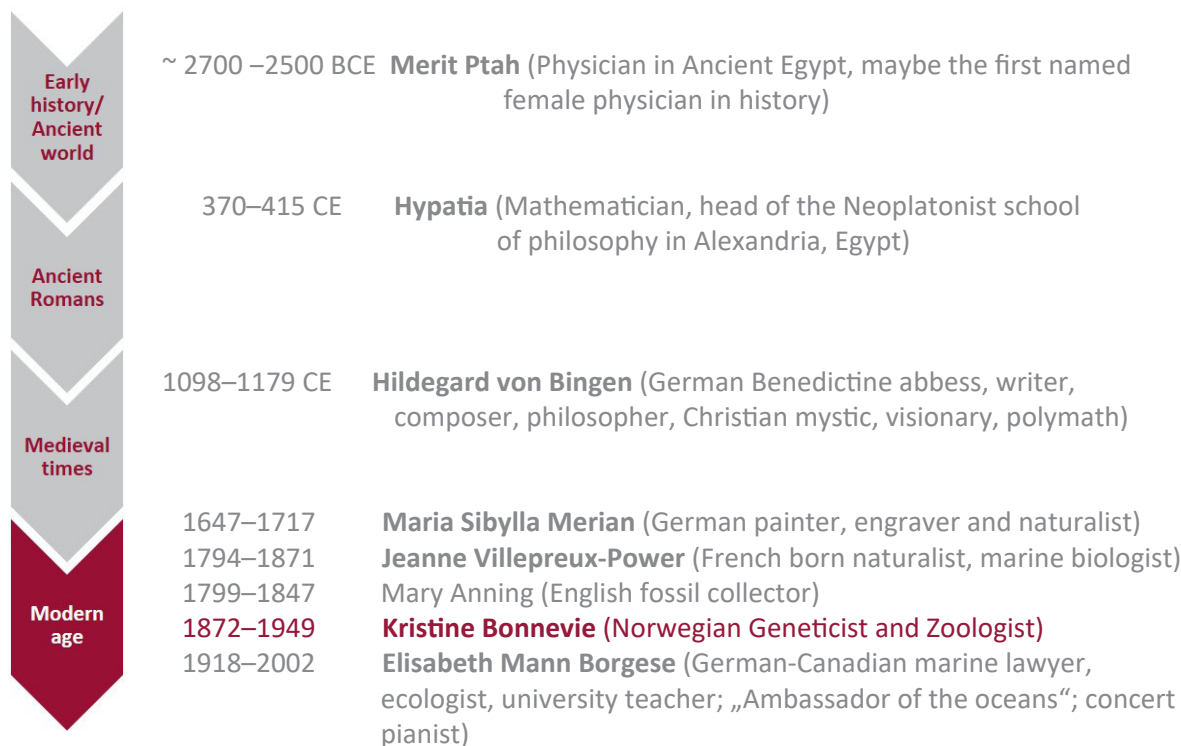 Early
history/
Ancient
world
~ 2700 –2500 BCE Merit Ptah (Physician in Ancient Egypt, maybe the first named
female physician in history)
Ancient
Romans
370–415 CE Hypatia (Mathematician, head of the Neoplatonist school
of philosophy in Alexandria, Egypt)
Medieval
times
1098–1179 CE Hildegard von Bingen (German Benedictine abbess, writer,
composer, philosopher, Christian mystic, visionary, polymath)
Modern
age
1647–1717 Maria Sibylla Merian (German painter, engraver and naturalist)
1794–1871 Jeanne Villepreux-Power (French born naturalist, marine biologist)
1799–1847 Mary Anning (English fossil collector)
1872–1949 Kristine Bonnevie (Norwegian Geneticist and Zoologist)
1918–2002 Elisabeth Mann Borgese (German-Canadian marine lawyer,
ecologist, university teacher; „Ambassador of the oceans“; concert
pianist)